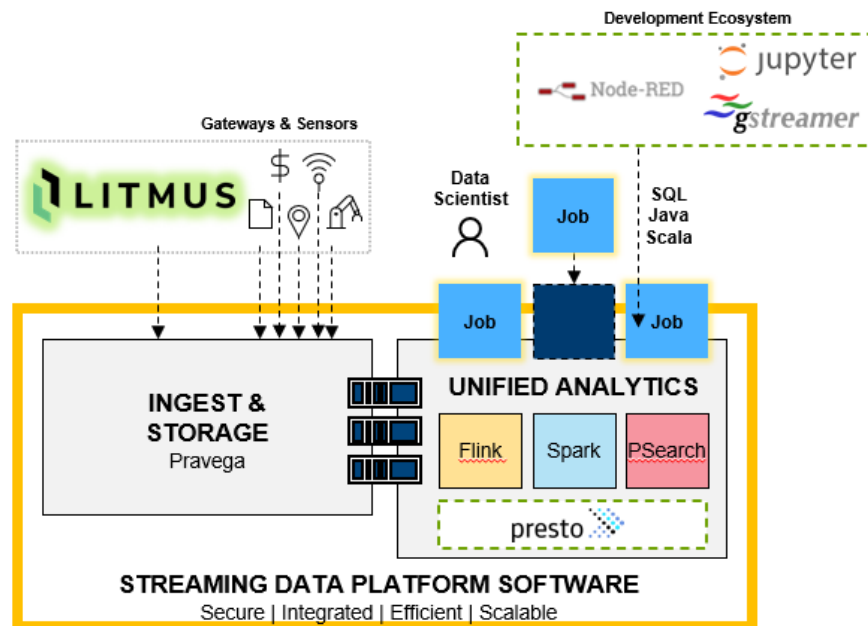 Development Ecosystem
Node-RED
jupyter
gstreamer
Gateways & Sensors
LITMUS
$
Data
Scientist
Job
SQL
Java
Scala
Job
Job
INGEST &
STORAGE
Pravega
UNIFIED ANALYTICS
Flink
Spark
PSearch
presto
STREAMING DATA PLATFORM SOFTWARE
Secure | Integrated | Efficient | Scalable